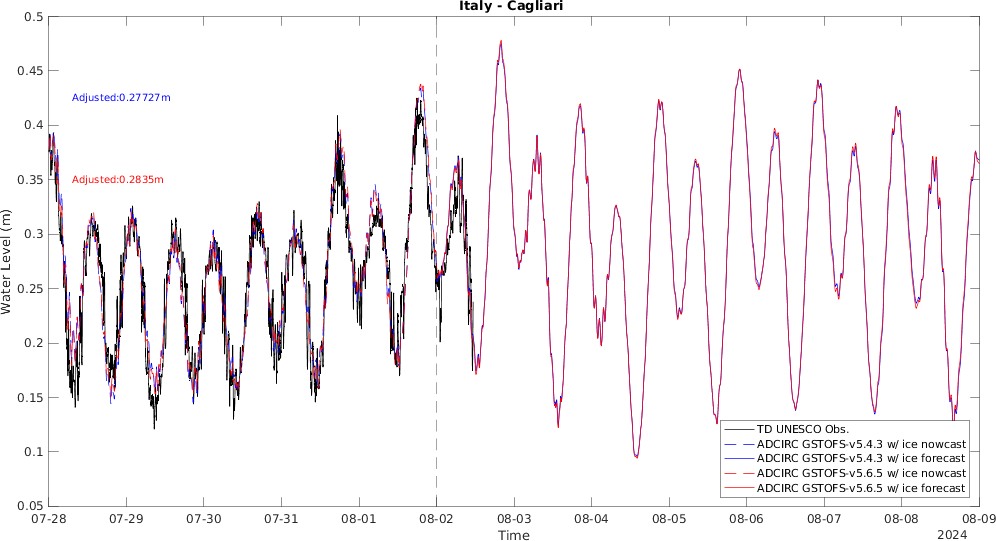 Italy - Cagliari
0.5
0.45
0.4
0.35
0.3
0.25
0.2
0.15
0.1
0.05
Water Level (m)
Adjusted:0.27727m
Adjusted:0.2835m
TD UNESCO Obs.
ADCIRC GSTOFS-v5.4.3 w/ ice nowcast
ADCIRC GSTOFS-v5.4.3 w/ ice forecast
ADCIRC GSTOFS-v5.6.5 w/ ice nowcast
ADCIRC GSTOFS-v5.6.5 w/ ice forecast
07-28 07-29 07-30 07-31 08-01 08-02 08-03 08-04 08-05 08-06 08-07 08-08 08-09
Time
2024